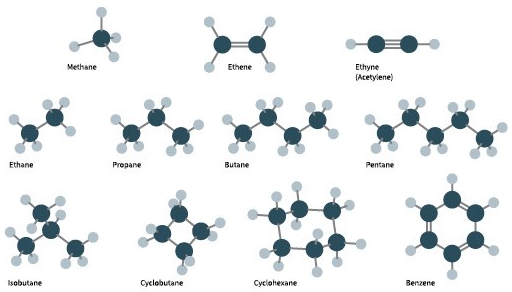 Methane
Ethene
Ethyne
(Acetylene)
Ethane
Propane
Butane
Pentane
Isobutane
Cyclobutane
Cyclohexane
Benzene